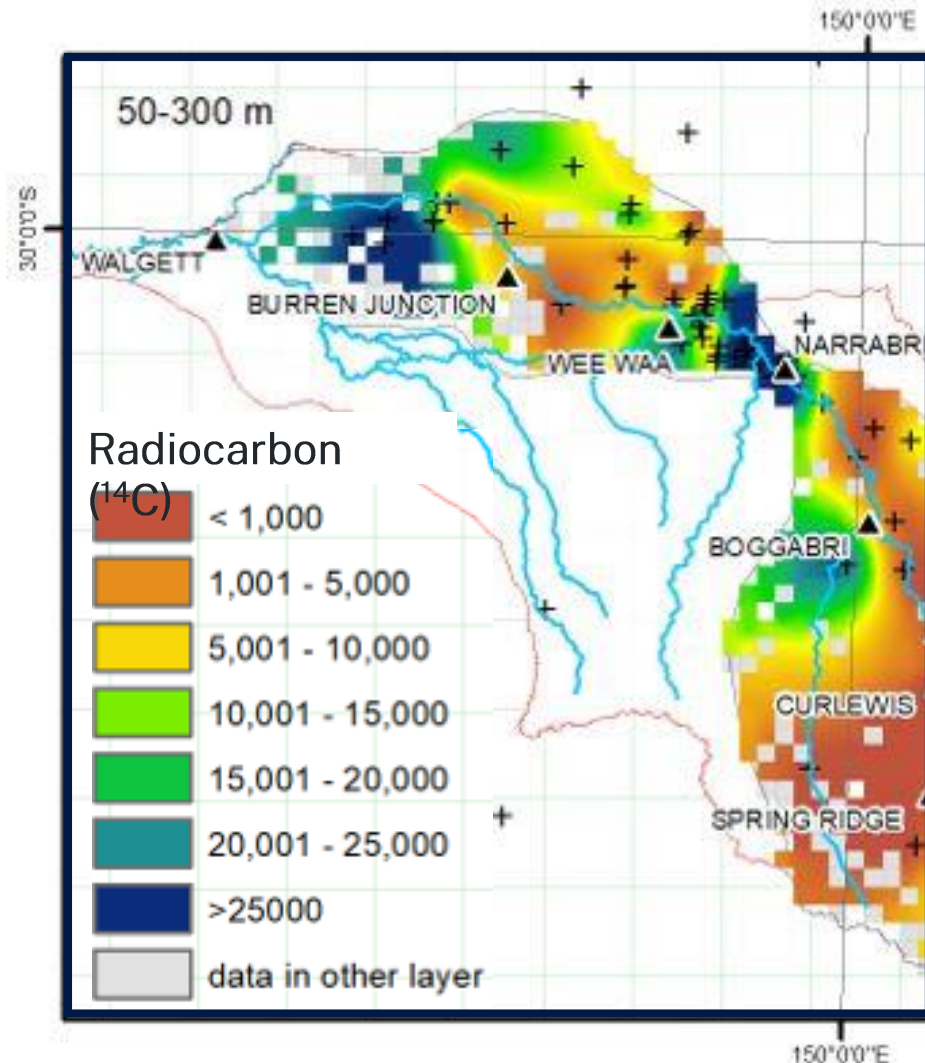 150°0'0"E
50-300 m
30°0'0"S
WALGETT
BURREN JUNCTION
WEE WAA
NARRABRI
Radiocarbon
(¹⁴C)
< 1,000
1,001 - 5,000
BOGGABRI
5,001 - 10,000
10,001 - 15,000
CURLEWIS
15,001 - 20,000
SPRING RIDGE
20,001 - 25,000
>25000
data in other layer
150°0'0"E